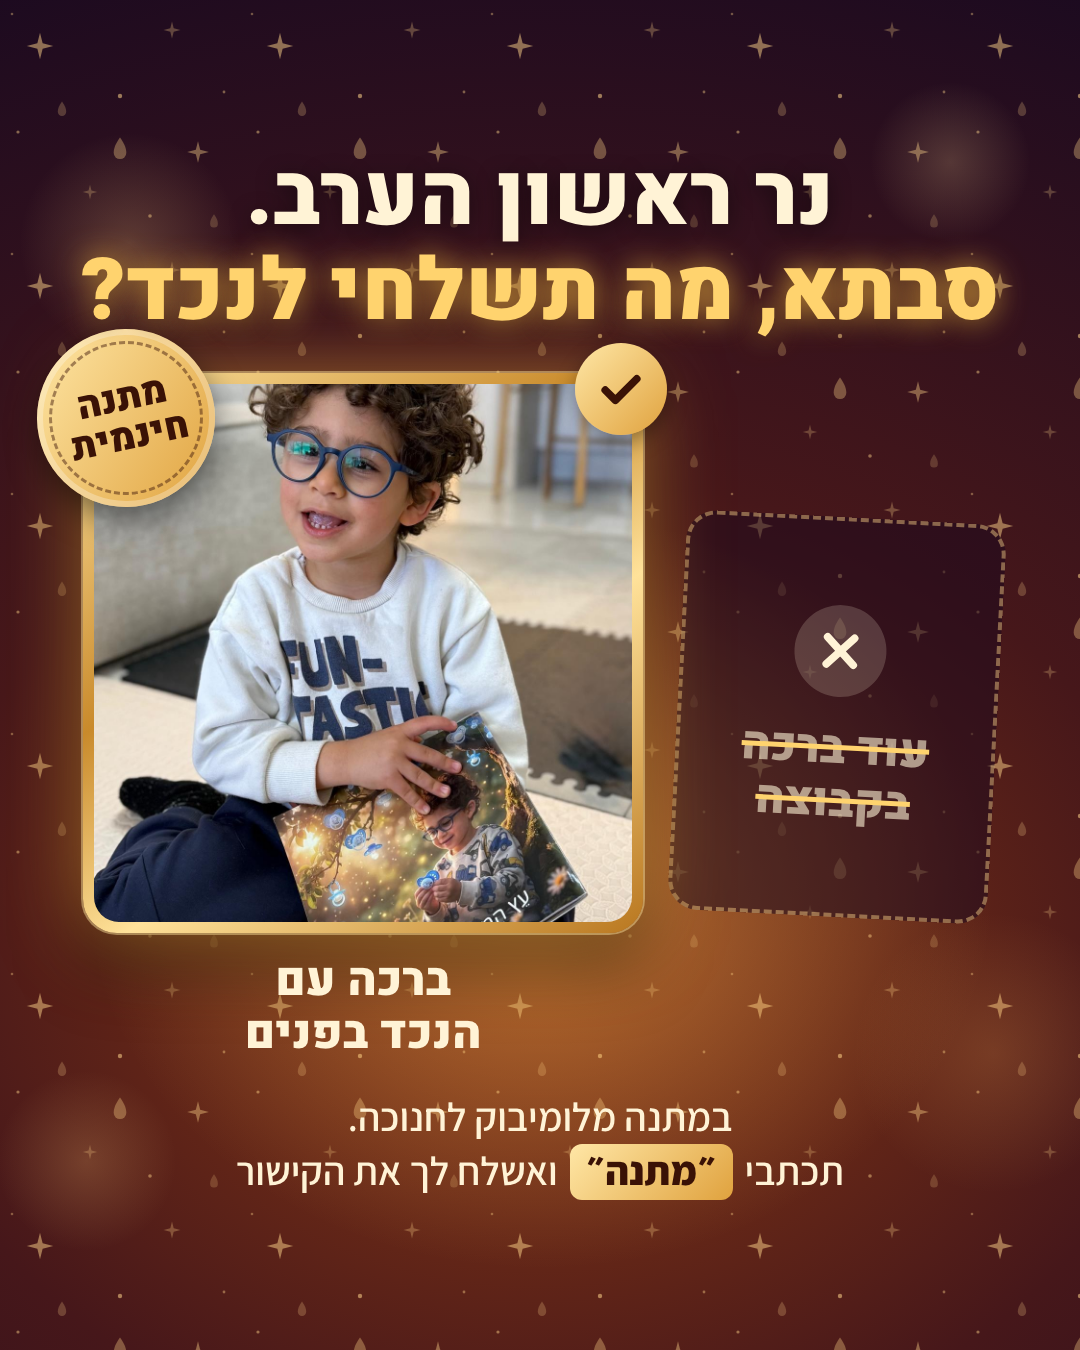 נר ראשון הערב.
סבתא, מה תשלחי לנכד?
מתנה
חינמית
FUN-
TASTIC
עץ
עוד ברכה
בקבוצה
ברכה עם
הנכד בפנים
במתנה מלומיבוק לחנוכה.
תכתבי ״מתנה״ ואשלח לך את הקישור